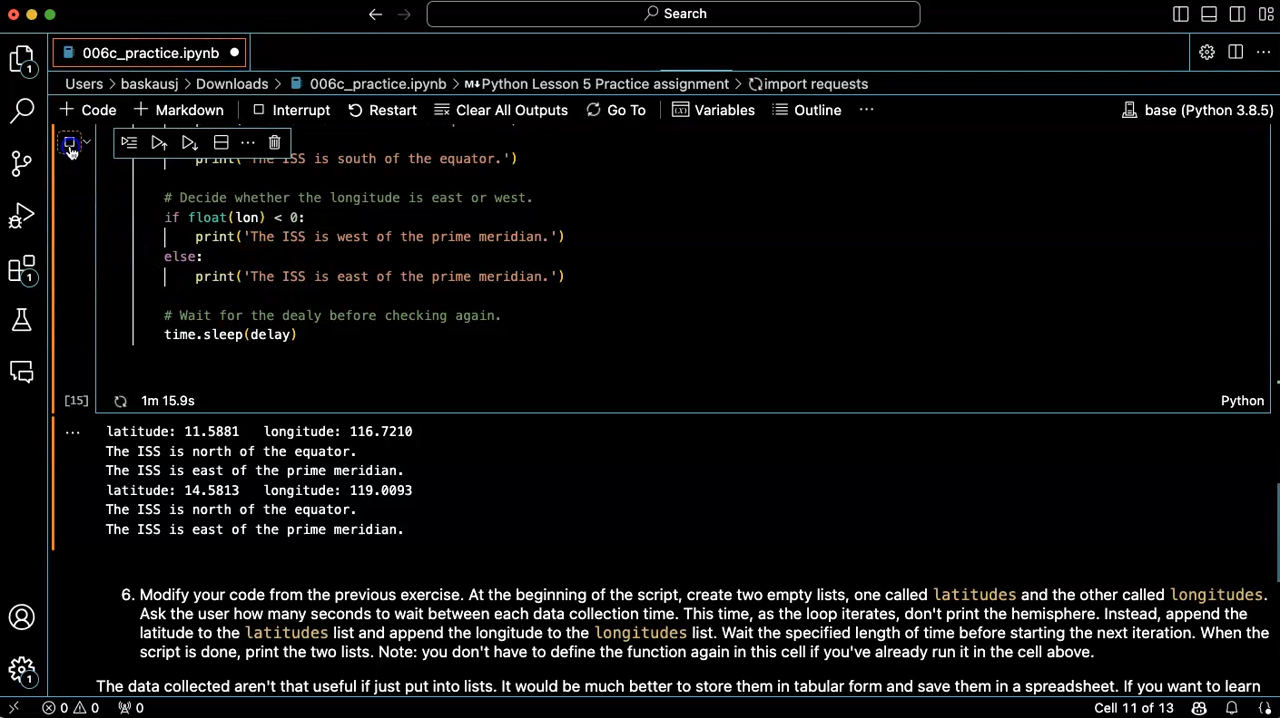 Search
006c_practice.ipynb
Users > baskausj > Downloads > 006c_practice.ipynb > M↓Python Lesson 5 Practice assignment > import requests
+ Code + Markdown Interrupt Restart Clear All Outputs Go To Variables Outline ... base (Python 3.8.5)
print('The ISS is south of the equator.')
# Decide whether the longitude is east or west.
if float(lon) < 0:
print('The ISS is west of the prime meridian.')
else:
print('The ISS is east of the prime meridian.')
# Wait for the dealy before checking again.
time.sleep(delay)
[15] 1m 15.9s Python
... latitude: 11.5881 longitude: 116.7210
The ISS is north of the equator.
The ISS is east of the prime meridian.
latitude: 14.5813 longitude: 119.0093
The ISS is north of the equator.
The ISS is east of the prime meridian.
6. Modify your code from the previous exercise. At the beginning of the script, create two empty lists, one called latitudes and the other called longitudes.
Ask the user how many seconds to wait between each data collection time. This time, as the loop iterates, don't print the hemisphere. Instead, append the
latitude to the latitudes list and append the longitude to the longitudes list. Wait the specified length of time before starting the next iteration. When the
script is done, print the two lists. Note: you don't have to define the function again in this cell if you've already run it in the cell above.
The data collected aren't that useful if just put into lists. It would be much better to store them in tabular form and save them in a spreadsheet. If you want to learn
0 0 0 Cell 11 of 13
1
1
1